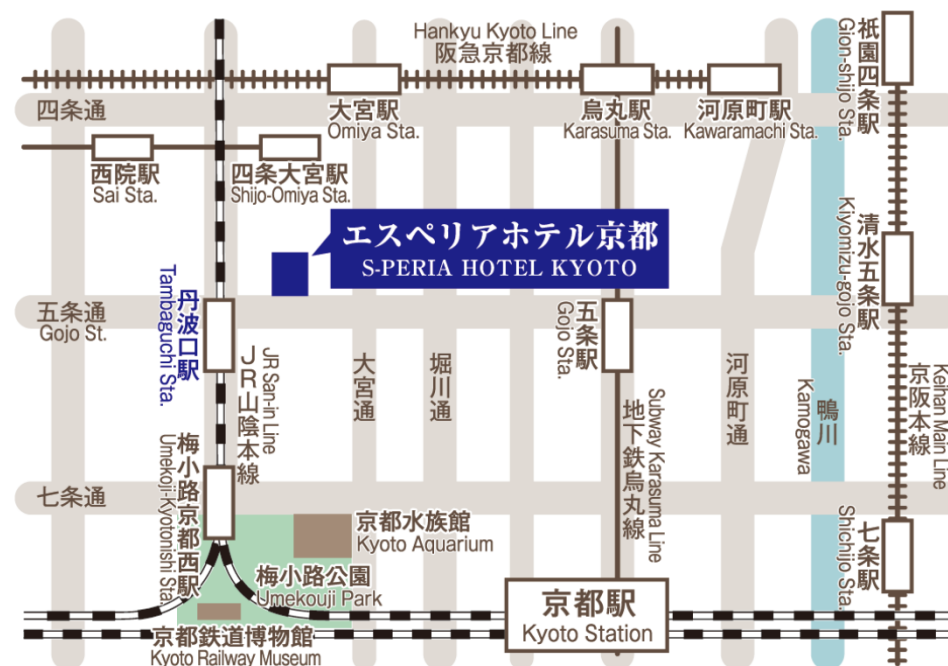 Hankyu Kyoto Line
阪急京都線
祇園四条駅
Gion-shijo Sta.
四条通
大宮駅
Omiya Sta.
烏丸駅
Karasuma Sta.
河原町駅
Kawaramachi Sta.
西院駅
Sai Sta.
四条大宮駅
Shijo-Omiya Sta.
エスペリアホテル京都
S-PERIA HOTEL KYOTO
清水五条駅
Kiyomizu-gojo Sta.
五条通
Gojo St.
丹波口駅
Tambaguchi Sta.
五条駅
Gojo Sta.
JR San-in Line
JR山陰本線
大宮通
堀川通
河原町通
鴨川
Kamogawa
Keihan Main Line
京阪本線
Subway Karasuma Line
地下鉄烏丸線
七条通
梅小路京都西駅
Umekoji-Kyotonishi Sta.
京都水族館
Kyoto Aquarium
七条駅
Shichijo Sta.
梅小路公園
Umekouji Park
京都駅
Kyoto Station
京都鉄道博物館
Kyoto Railway Museum